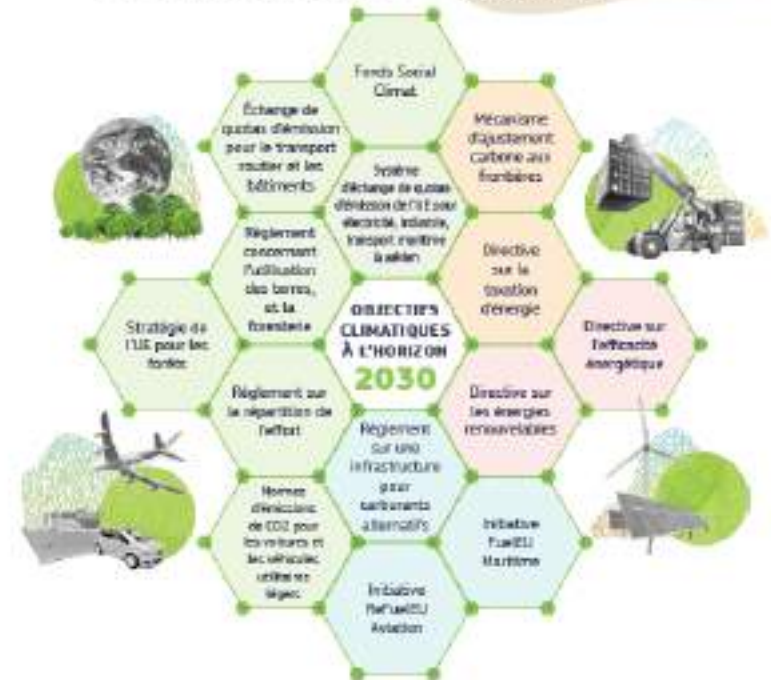 Fonds Social
Climat
Échange de
quotas d'émission
pour le transport
routier et les
bâtiments
Mécanisme
d'ajustement
carbone aux
frontières
Système
d'échange de quotas
d'émission de l'UE pour
électricité, industrie,
transport maritime
& aérien
Règlement
concernant
l'utilisation
des terres,
et la
foresterie
Directive
sur la
taxation
d'énergie
Stratégie de
l'UE pour les
forêts
OBJECTIFS
CLIMATIQUES
À L'HORIZON
2030
Directive sur
l'efficacité
énergétique
Règlement sur
la répartition de
l'effort
Directive sur
les énergies
renouvelables
Règlement
sur une
infrastructure
pour
carburants
alternatifs
Normes
d'émissions
de CO2 pour
les voitures et
les véhicules
utilitaires
légers
Initiative
FuelEU
Maritime
Initiative
ReFuelEU
Aviation